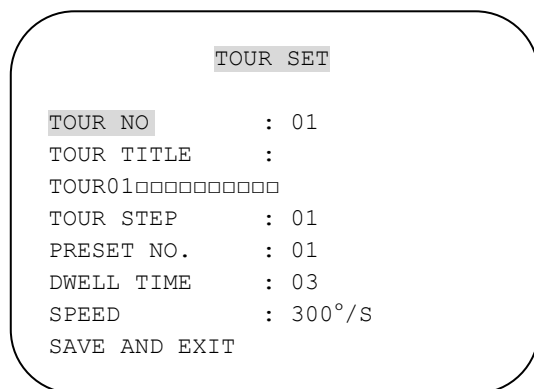 TOUR SET
TOUR NO : 01
TOUR TITLE :
TOUR01□□□□□□□□□□
TOUR STEP : 01
PRESET NO. : 01
DWELL TIME : 03
SPEED : 300°/S
SAVE AND EXIT